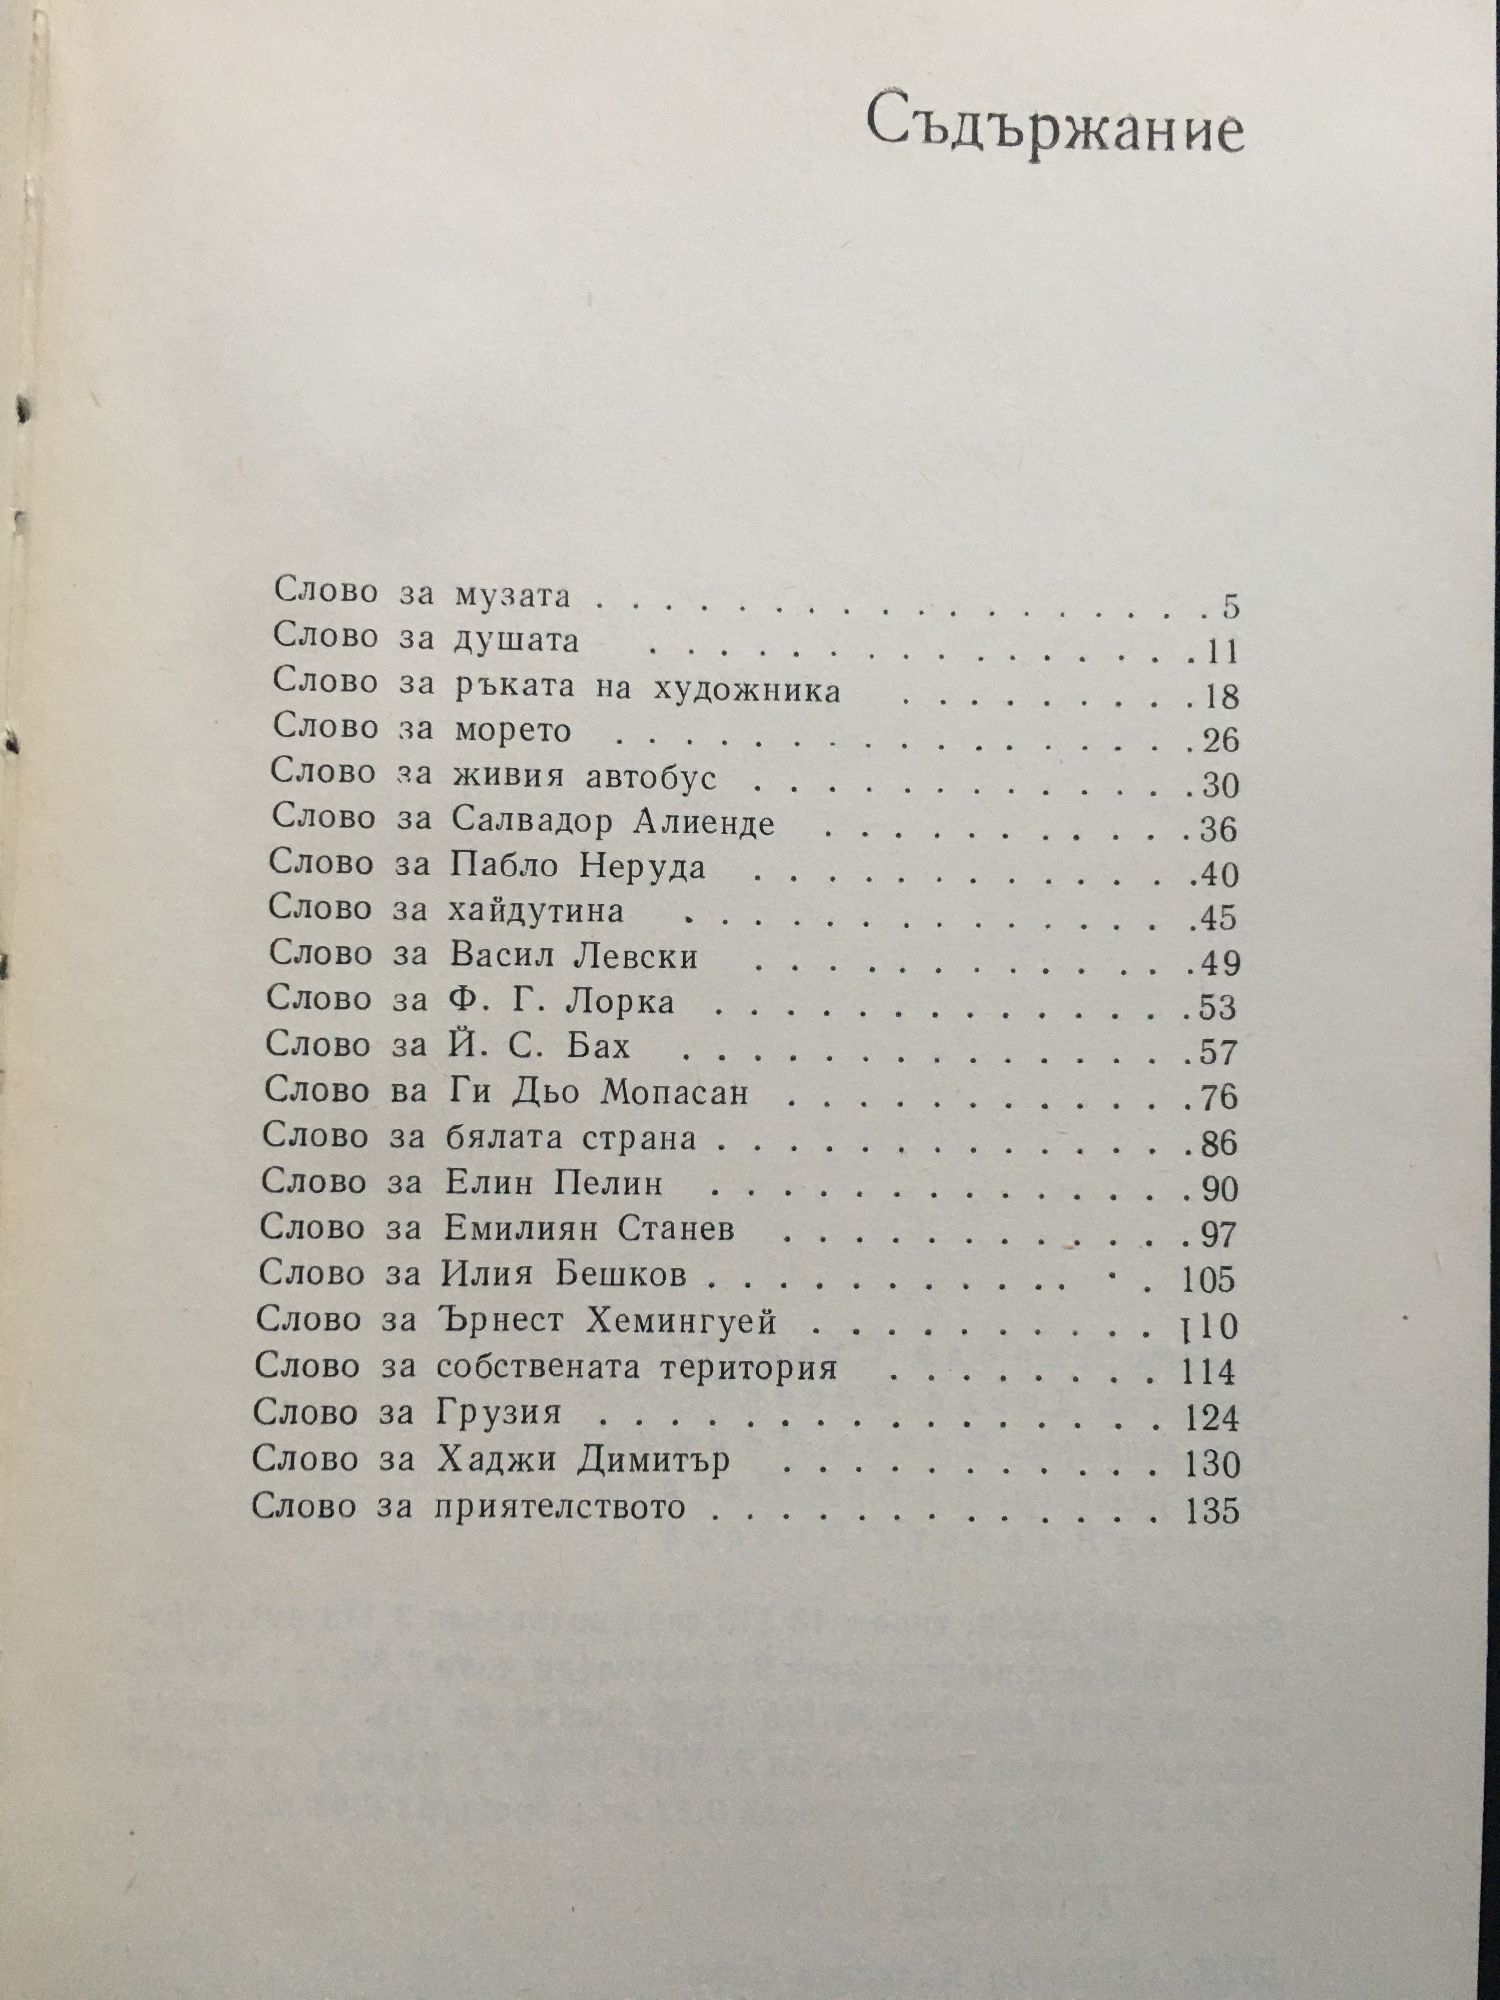 Съдържание
Слово за музата . . . . . . . . . . . . . . . . . . 5
Слово за душата . . . . . . . . . . . . . . . . 11
Слово за ръката на художника . . . . . . . . . 18
Слово за морето . . . . . . . . . . . . . . . . . 26
Слово за живия автобус . . . . . . . . . . . . . 30
Слово за Салвадор Алиенде . . . . . . . . . . . 36
Слово за Пабло Неруда . . . . . . . . . . . . . 40
Слово за хайдутина . . . . . . . . . . . . . . . 45
Слово за Васил Левски . . . . . . . . . . . . . 49
Слово за Ф. Г. Лорка . . . . . . . . . . . . . . 53
Слово за Й. С. Бах . . . . . . . . . . . . . . . 57
Слово ва Ги Дьо Мопасан . . . . . . . . . . . . 76
Слово за бялата страна . . . . . . . . . . . . . . 86
Слово за Елин Пелин . . . . . . . . . . . . . . 90
Слово за Емилиян Станев . . . . . . . . . . . . 97
Слово за Илия Бешков . . . . . . . . . . . . . 105
Слово за Ърнест Хемингуей . . . . . . . . . . 110
Слово за собствената територия . . . . . . . . 114
Слово за Грузия . . . . . . . . . . . . . . . . 124
Слово за Хаджи Димитър . . . . . . . . . . . 130
Слово за приятелството . . . . . . . . . . . . . 135